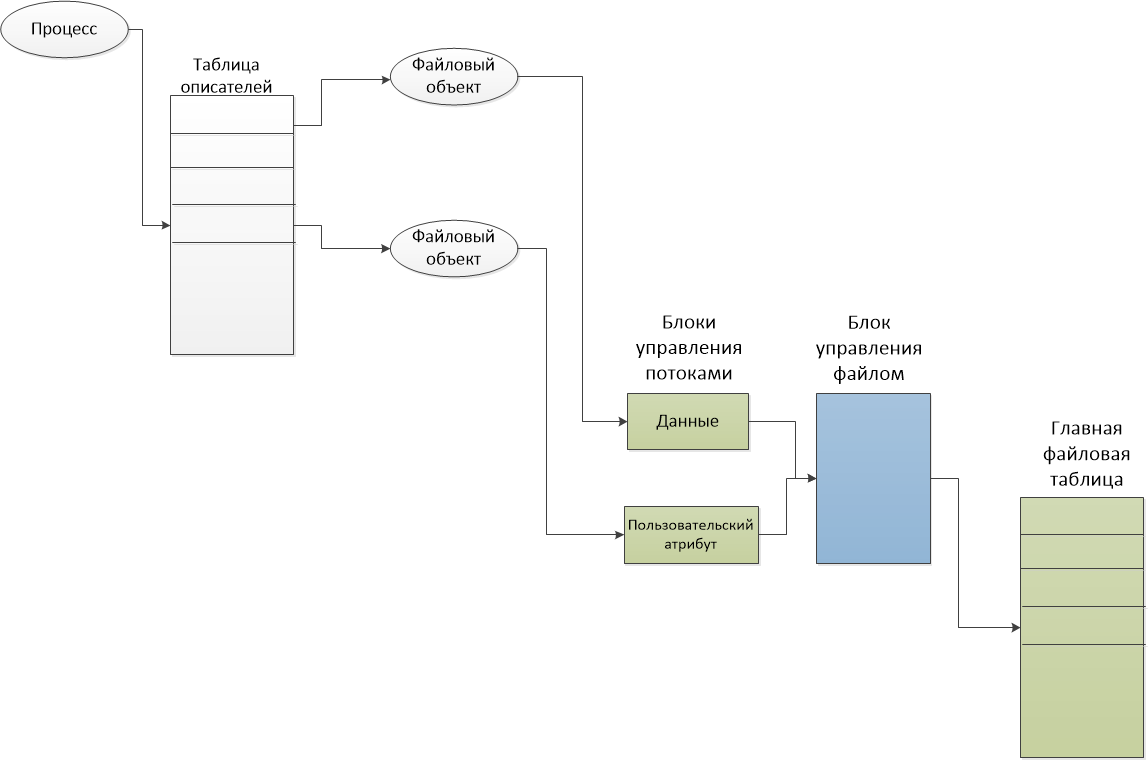 Процесс
Таблица
описателей
Файловый
объект
Файловый
объект
Блоки
управления
потоками
Блок
управления
файлом
Данные
Главная
файловая
таблица
Пользовательский
атрибут